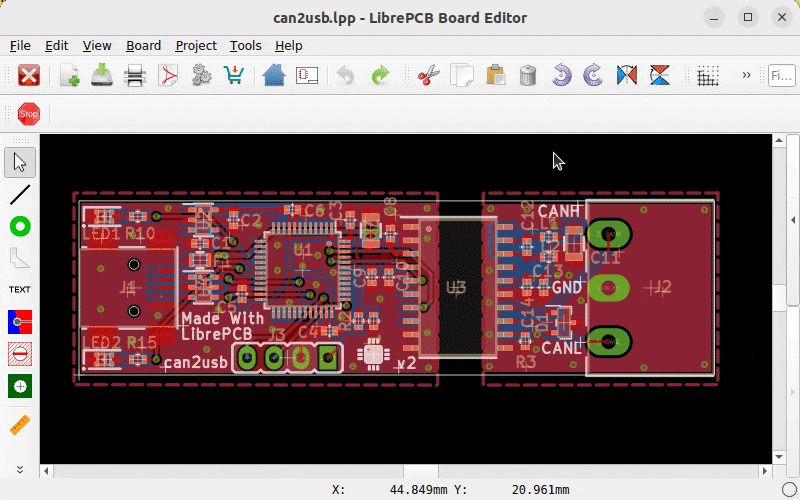 can2usb.lpp - LibrePCB Board Editor
File Edit View Board Project Tools Help
Fi...
Stop
TEXT
LED1 R10
C2
C6
C3
C8
C12
CANH
U1
J1
C9
C10
U3
C11
C13
GND
J2
C14
Made With
LibrePCB
J3
C4
LED2 R15
can2usb
v2
CANL
R3
X: 44.849mm Y: 20.961mm